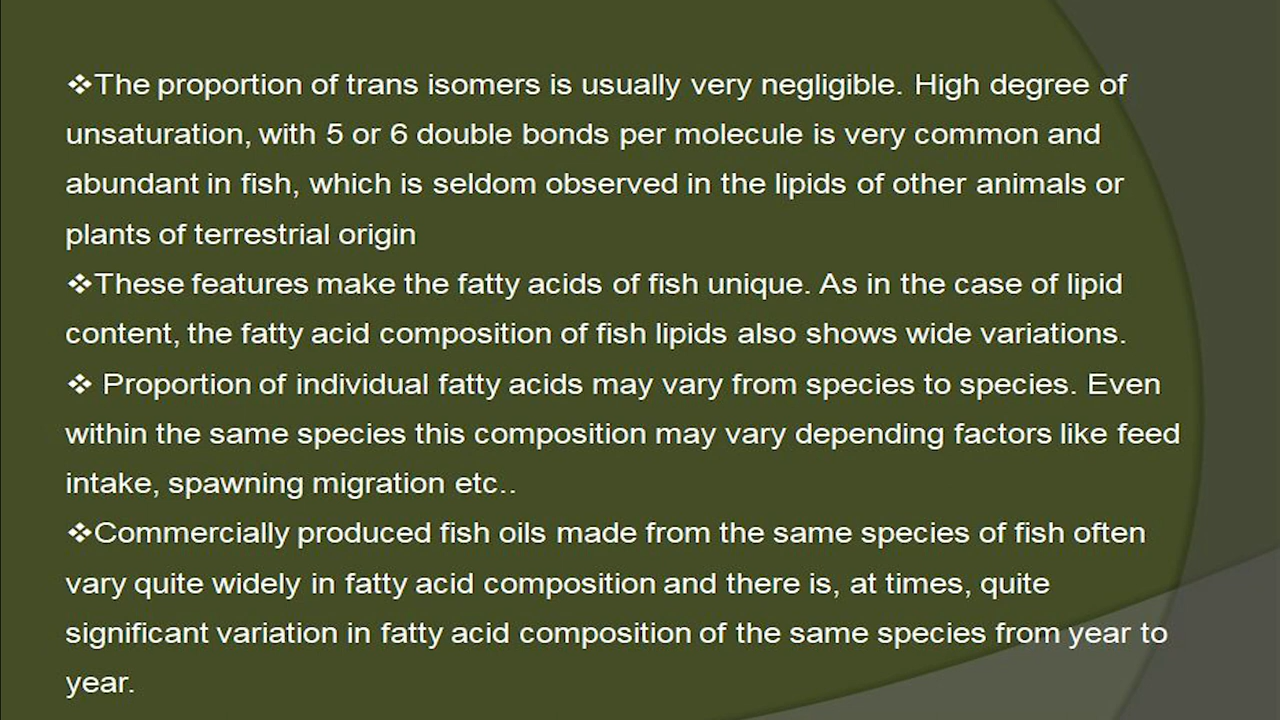 ❖The proportion of trans isomers is usually very negligible. High degree of
unsaturation, with 5 or 6 double bonds per molecule is very common and
abundant in fish, which is seldom observed in the lipids of other animals or
plants of terrestrial origin
❖These features make the fatty acids of fish unique. As in the case of lipid
content, the fatty acid composition of fish lipids also shows wide variations.
❖ Proportion of individual fatty acids may vary from species to species. Even
within the same species this composition may vary depending factors like feed
intake, spawning migration etc..
❖Commercially produced fish oils made from the same species of fish often
vary quite widely in fatty acid composition and there is, at times, quite
significant variation in fatty acid composition of the same species from year to
year.